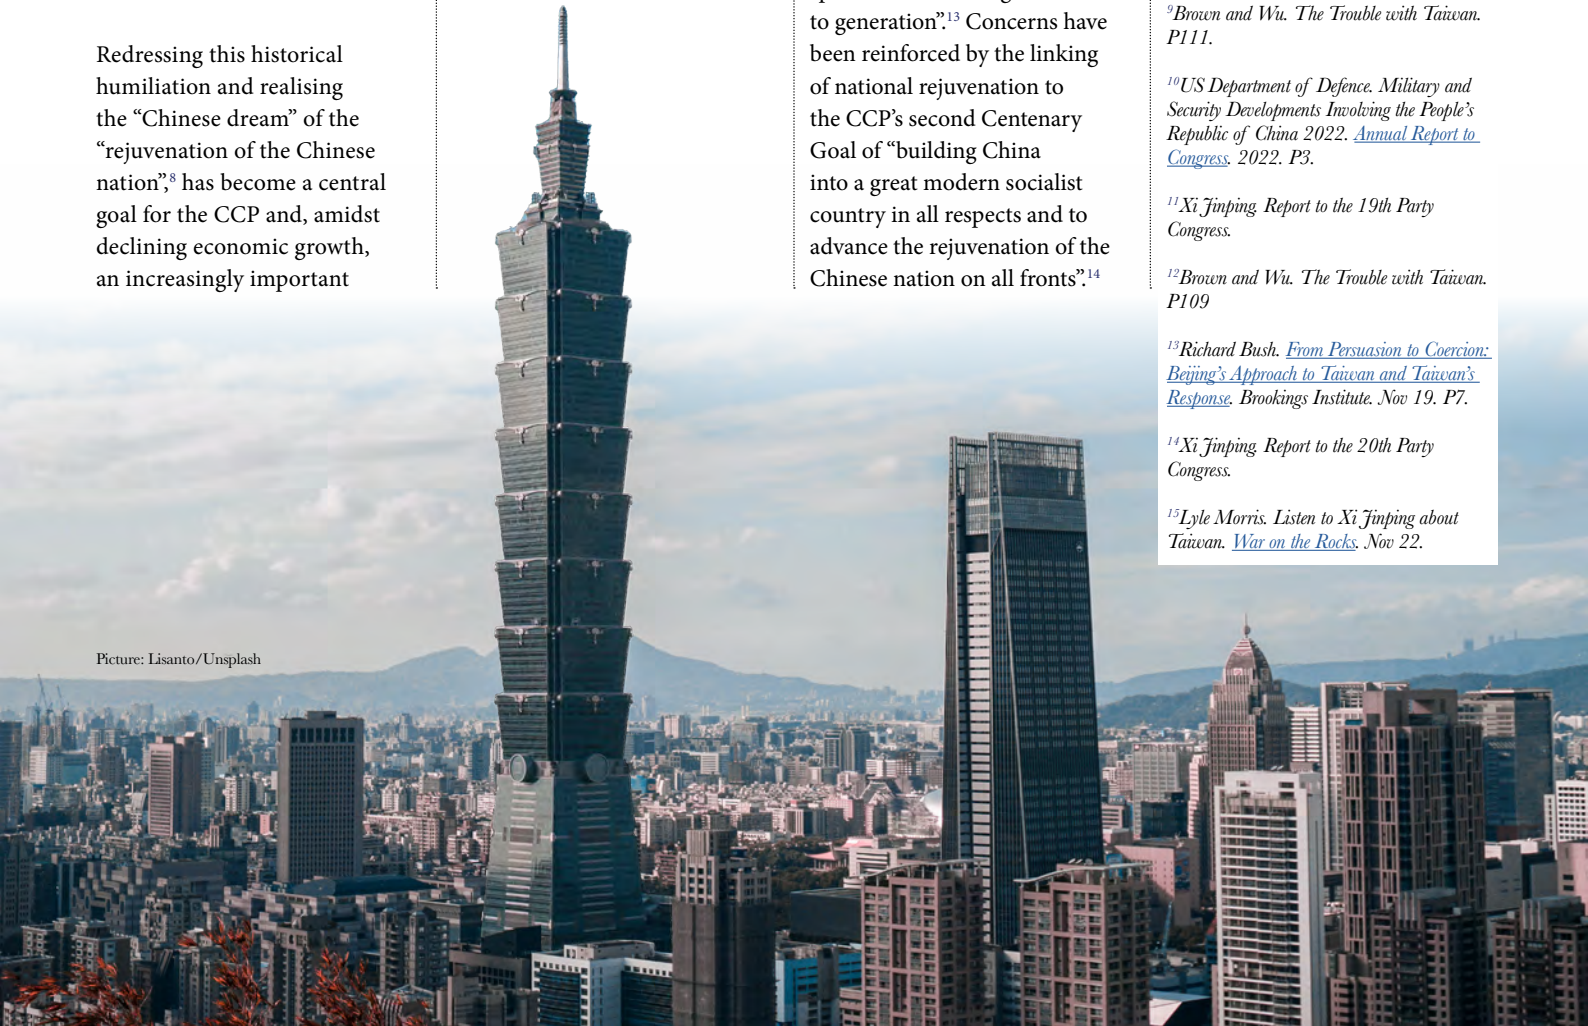 Redressing this historical
humiliation and realising
the “Chinese dream” of the
“rejuvenation of the Chinese
nation”,8 has become a central
goal for the CCP and, amidst
declining economic growth,
an increasingly important
to generation”.13 Concerns have
been reinforced by the linking
of national rejuvenation to
the CCP’s second Centenary
Goal of “building China
into a great modern socialist
country in all respects and to
advance the rejuvenation of the
Chinese nation on all fronts”.14
9Brown and Wu. The Trouble with Taiwan.
P111.
10US Department of Defence. Military and
Security Developments Involving the People’s
Republic of China 2022. Annual Report to
Congress. 2022. P3.
11Xi Jinping. Report to the 19th Party
Congress.
12Brown and Wu. The Trouble with Taiwan.
P109
13Richard Bush. From Persuasion to Coercion:
Beijing’s Approach to Taiwan and Taiwan’s
Response. Brookings Institute. Nov 19. P7.
14Xi Jinping. Report to the 20th Party
Congress.
15Lyle Morris. Listen to Xi Jinping about
Taiwan. War on the Rocks. Nov 22.
Picture: Lisanto/Unsplash